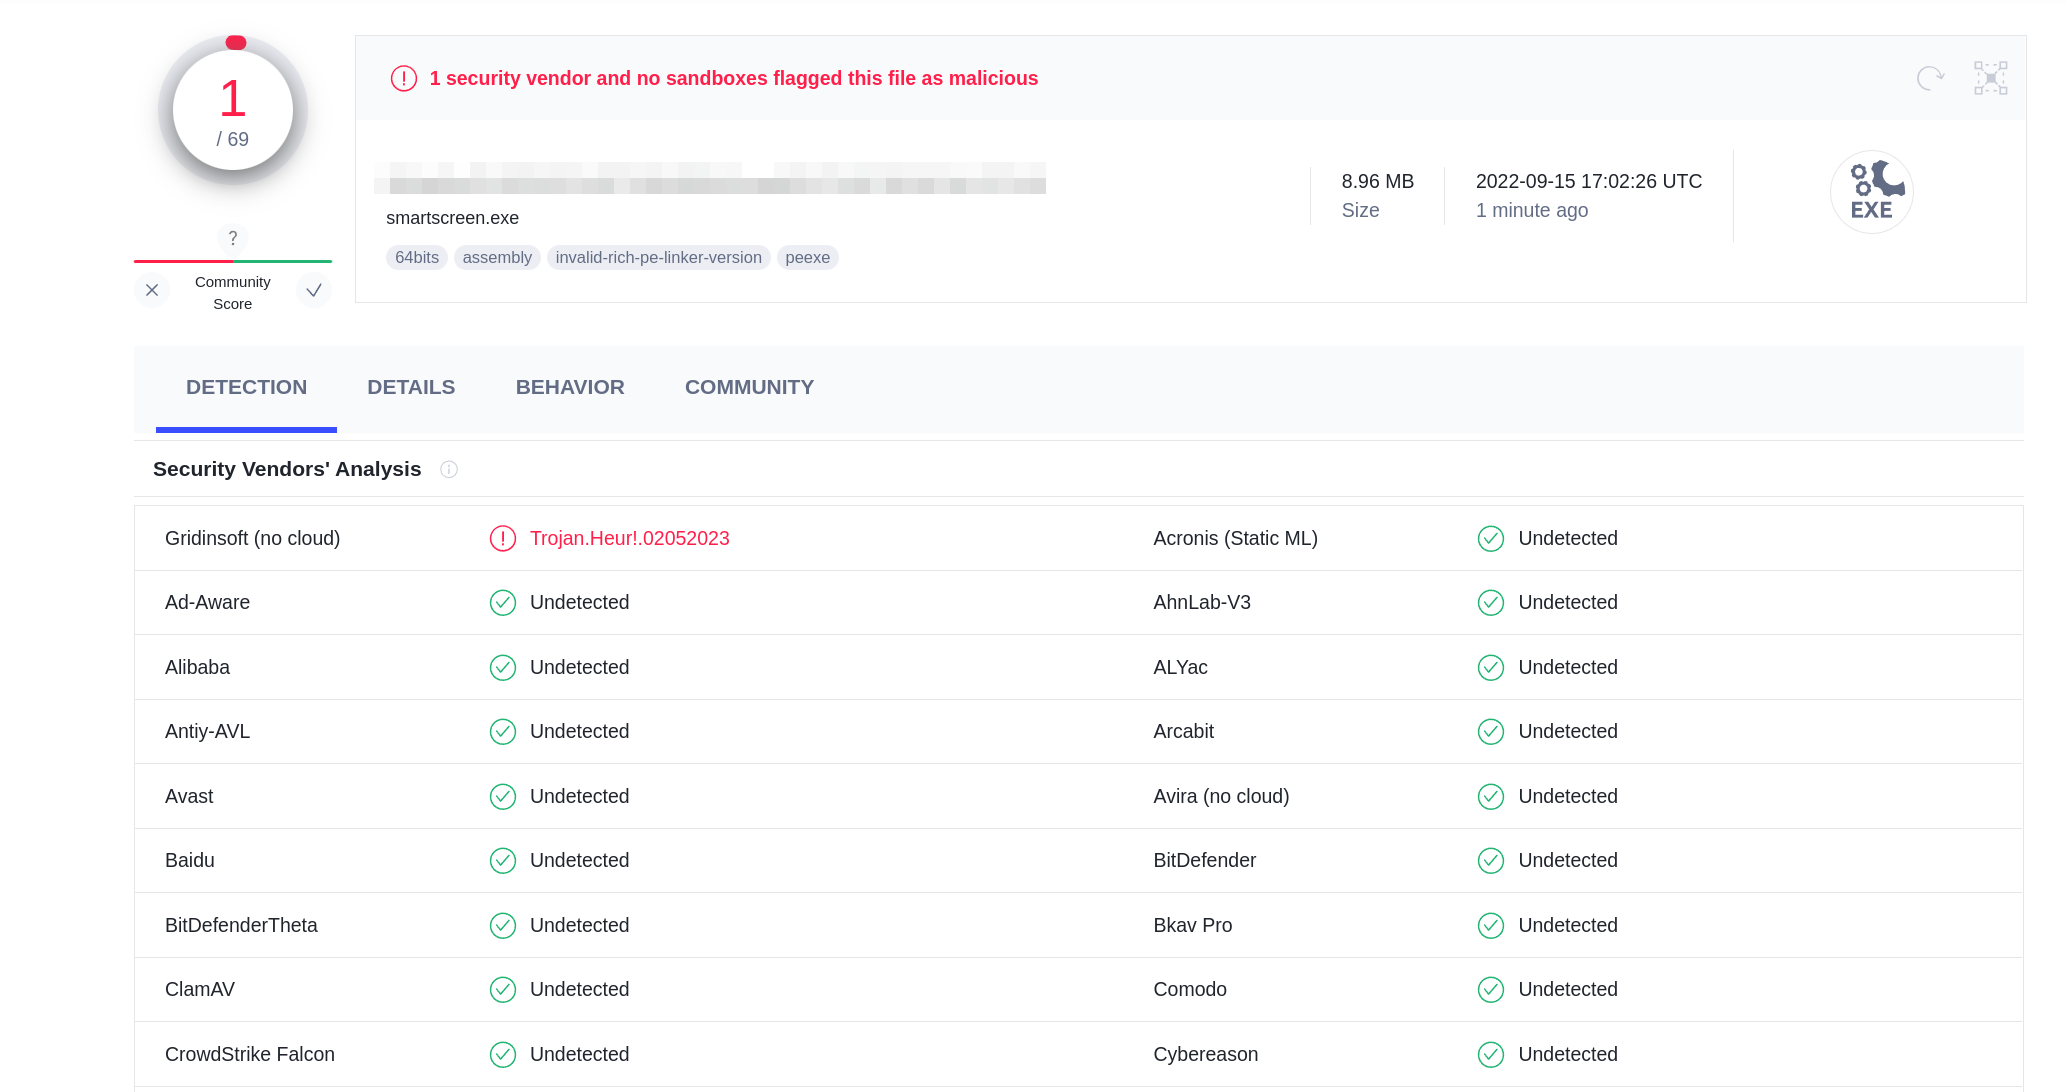 1
/ 69
?
Community
Score
1 security vendor and no sandboxes flagged this file as malicious
smartscreen.exe
64bits assembly invalid-rich-pe-linker-version peexe
8.96 MB
Size
2022-09-15 17:02:26 UTC
1 minute ago
EXE
DETECTION DETAILS BEHAVIOR COMMUNITY
Security Vendors' Analysis
Gridinsoft (no cloud) Trojan.Heur!.02052023 Acronis (Static ML) Undetected
Ad-Aware Undetected AhnLab-V3 Undetected
Alibaba Undetected ALYac Undetected
Antiy-AVL Undetected Arcabit Undetected
Avast Undetected Avira (no cloud) Undetected
Baidu Undetected BitDefender Undetected
BitDefenderTheta Undetected Bkav Pro Undetected
ClamAV Undetected Comodo Undetected
CrowdStrike Falcon Undetected Cybereason Undetected